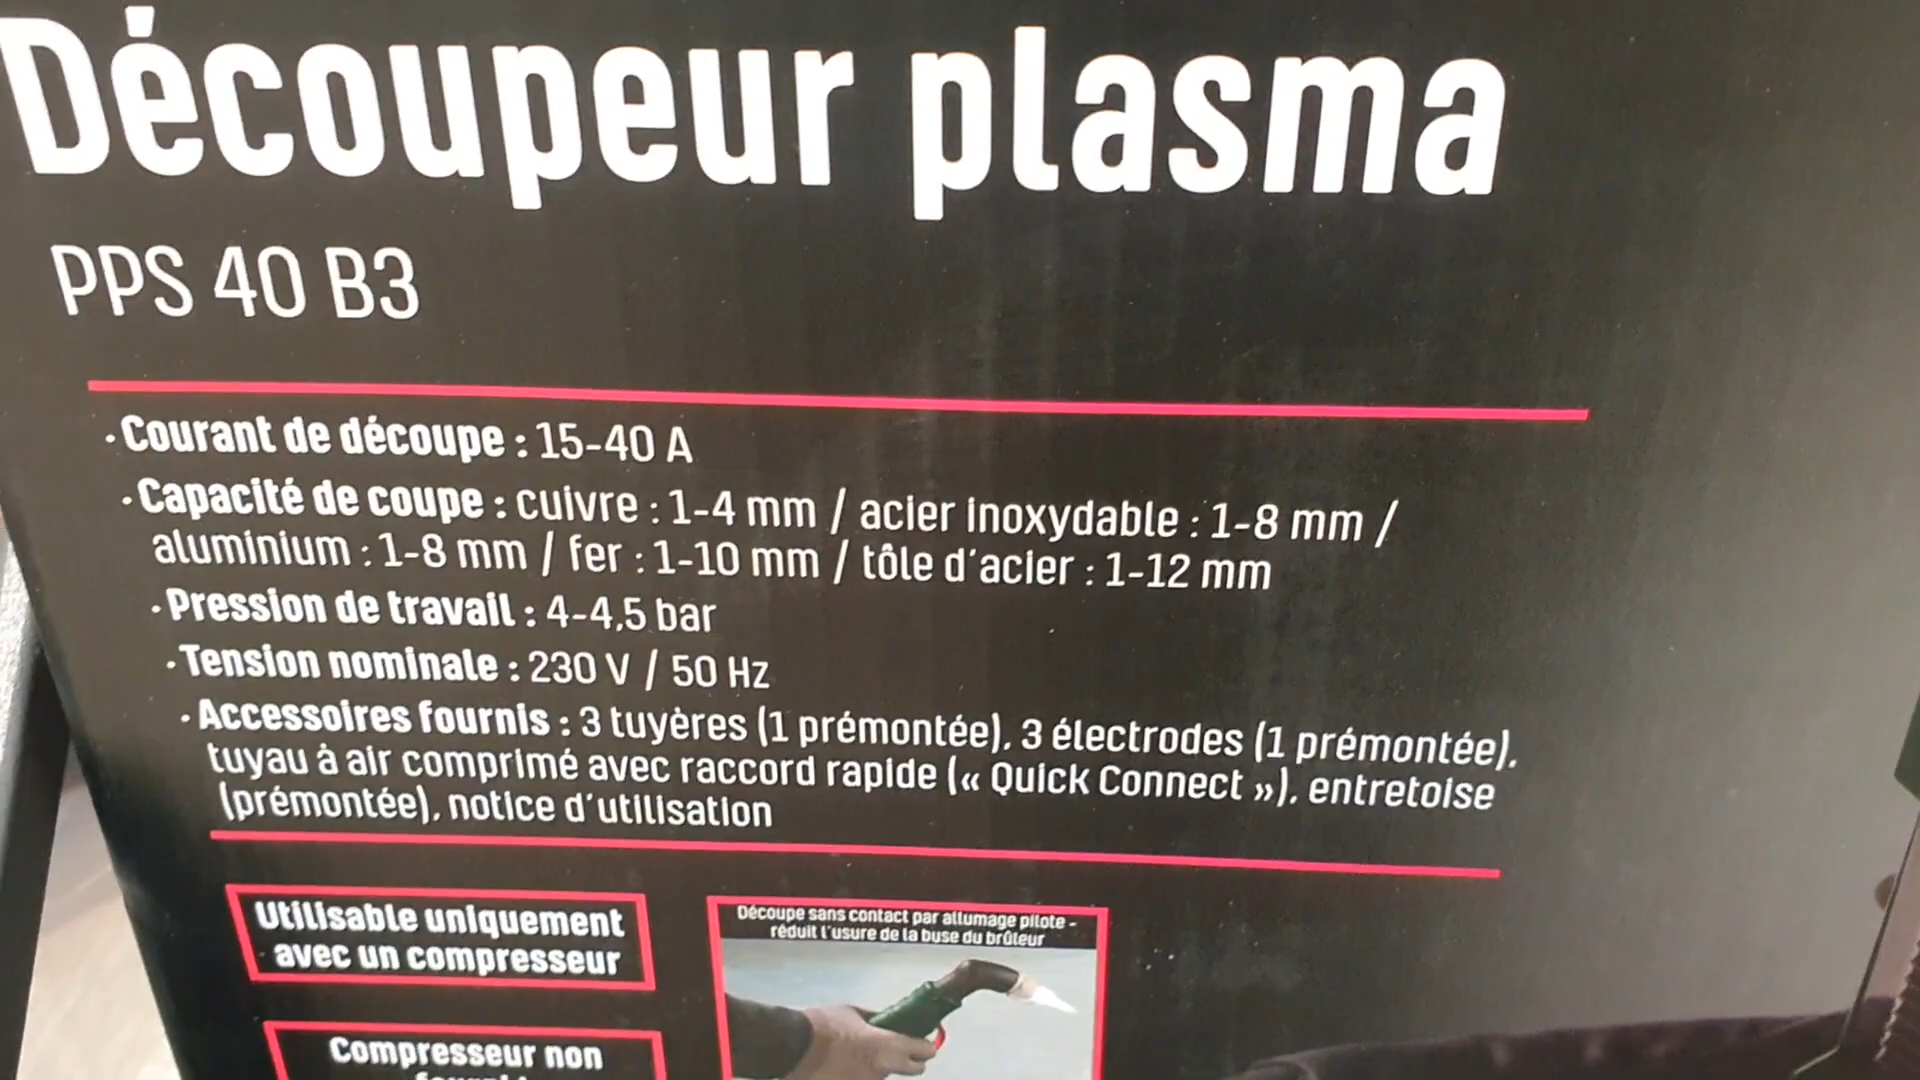 Découpeur plasma
PPS 40 B3
· Courant de découpe : 15-40 A
· Capacité de coupe : cuivre : 1-4 mm / acier inoxydable : 1-8 mm /
aluminium : 1-8 mm / fer : 1-10 mm / tôle d'acier : 1-12 mm
· Pression de travail : 4-4,5 bar
· Tension nominale : 230 V / 50 Hz
· Accessoires fournis : 3 tuyères (1 prémontée), 3 électrodes (1 prémontée),
tuyau à air comprimé avec raccord rapide (« Quick Connect »), entretoise
(prémontée), notice d'utilisation
Utilisable uniquement
avec un compresseur
Découpe sans contact par allumage pilote -
réduit l'usure de la buse du brûleur
Compresseur non